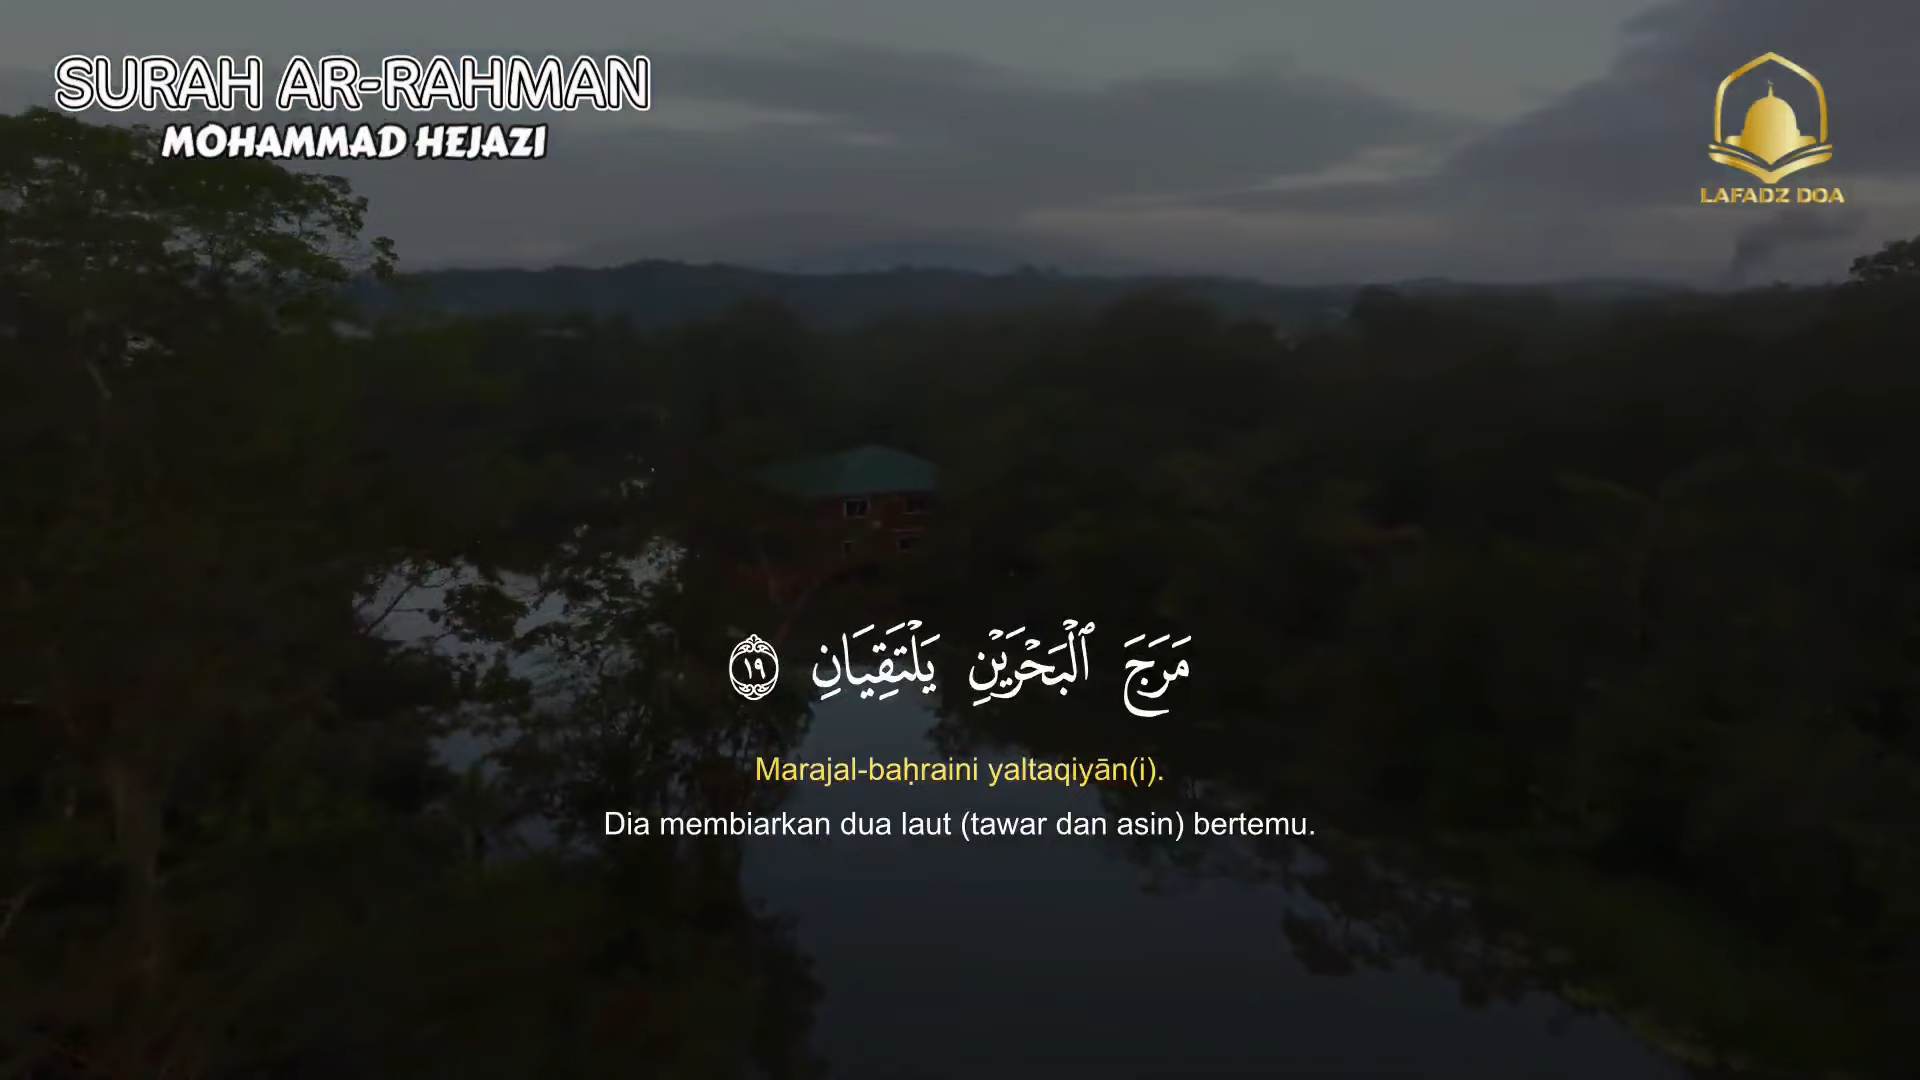 SURAH AR-RAHMAN
MOHAMMAD HEJAZI
LAFADZ DOA
مَرَجَ ٱلْبَحْرَيْنِ يَلْتَقِيَانِ ١٩
Marajal-baḥraini yaltaqiyān(i).
Dia membiarkan dua laut (tawar dan asin) bertemu.